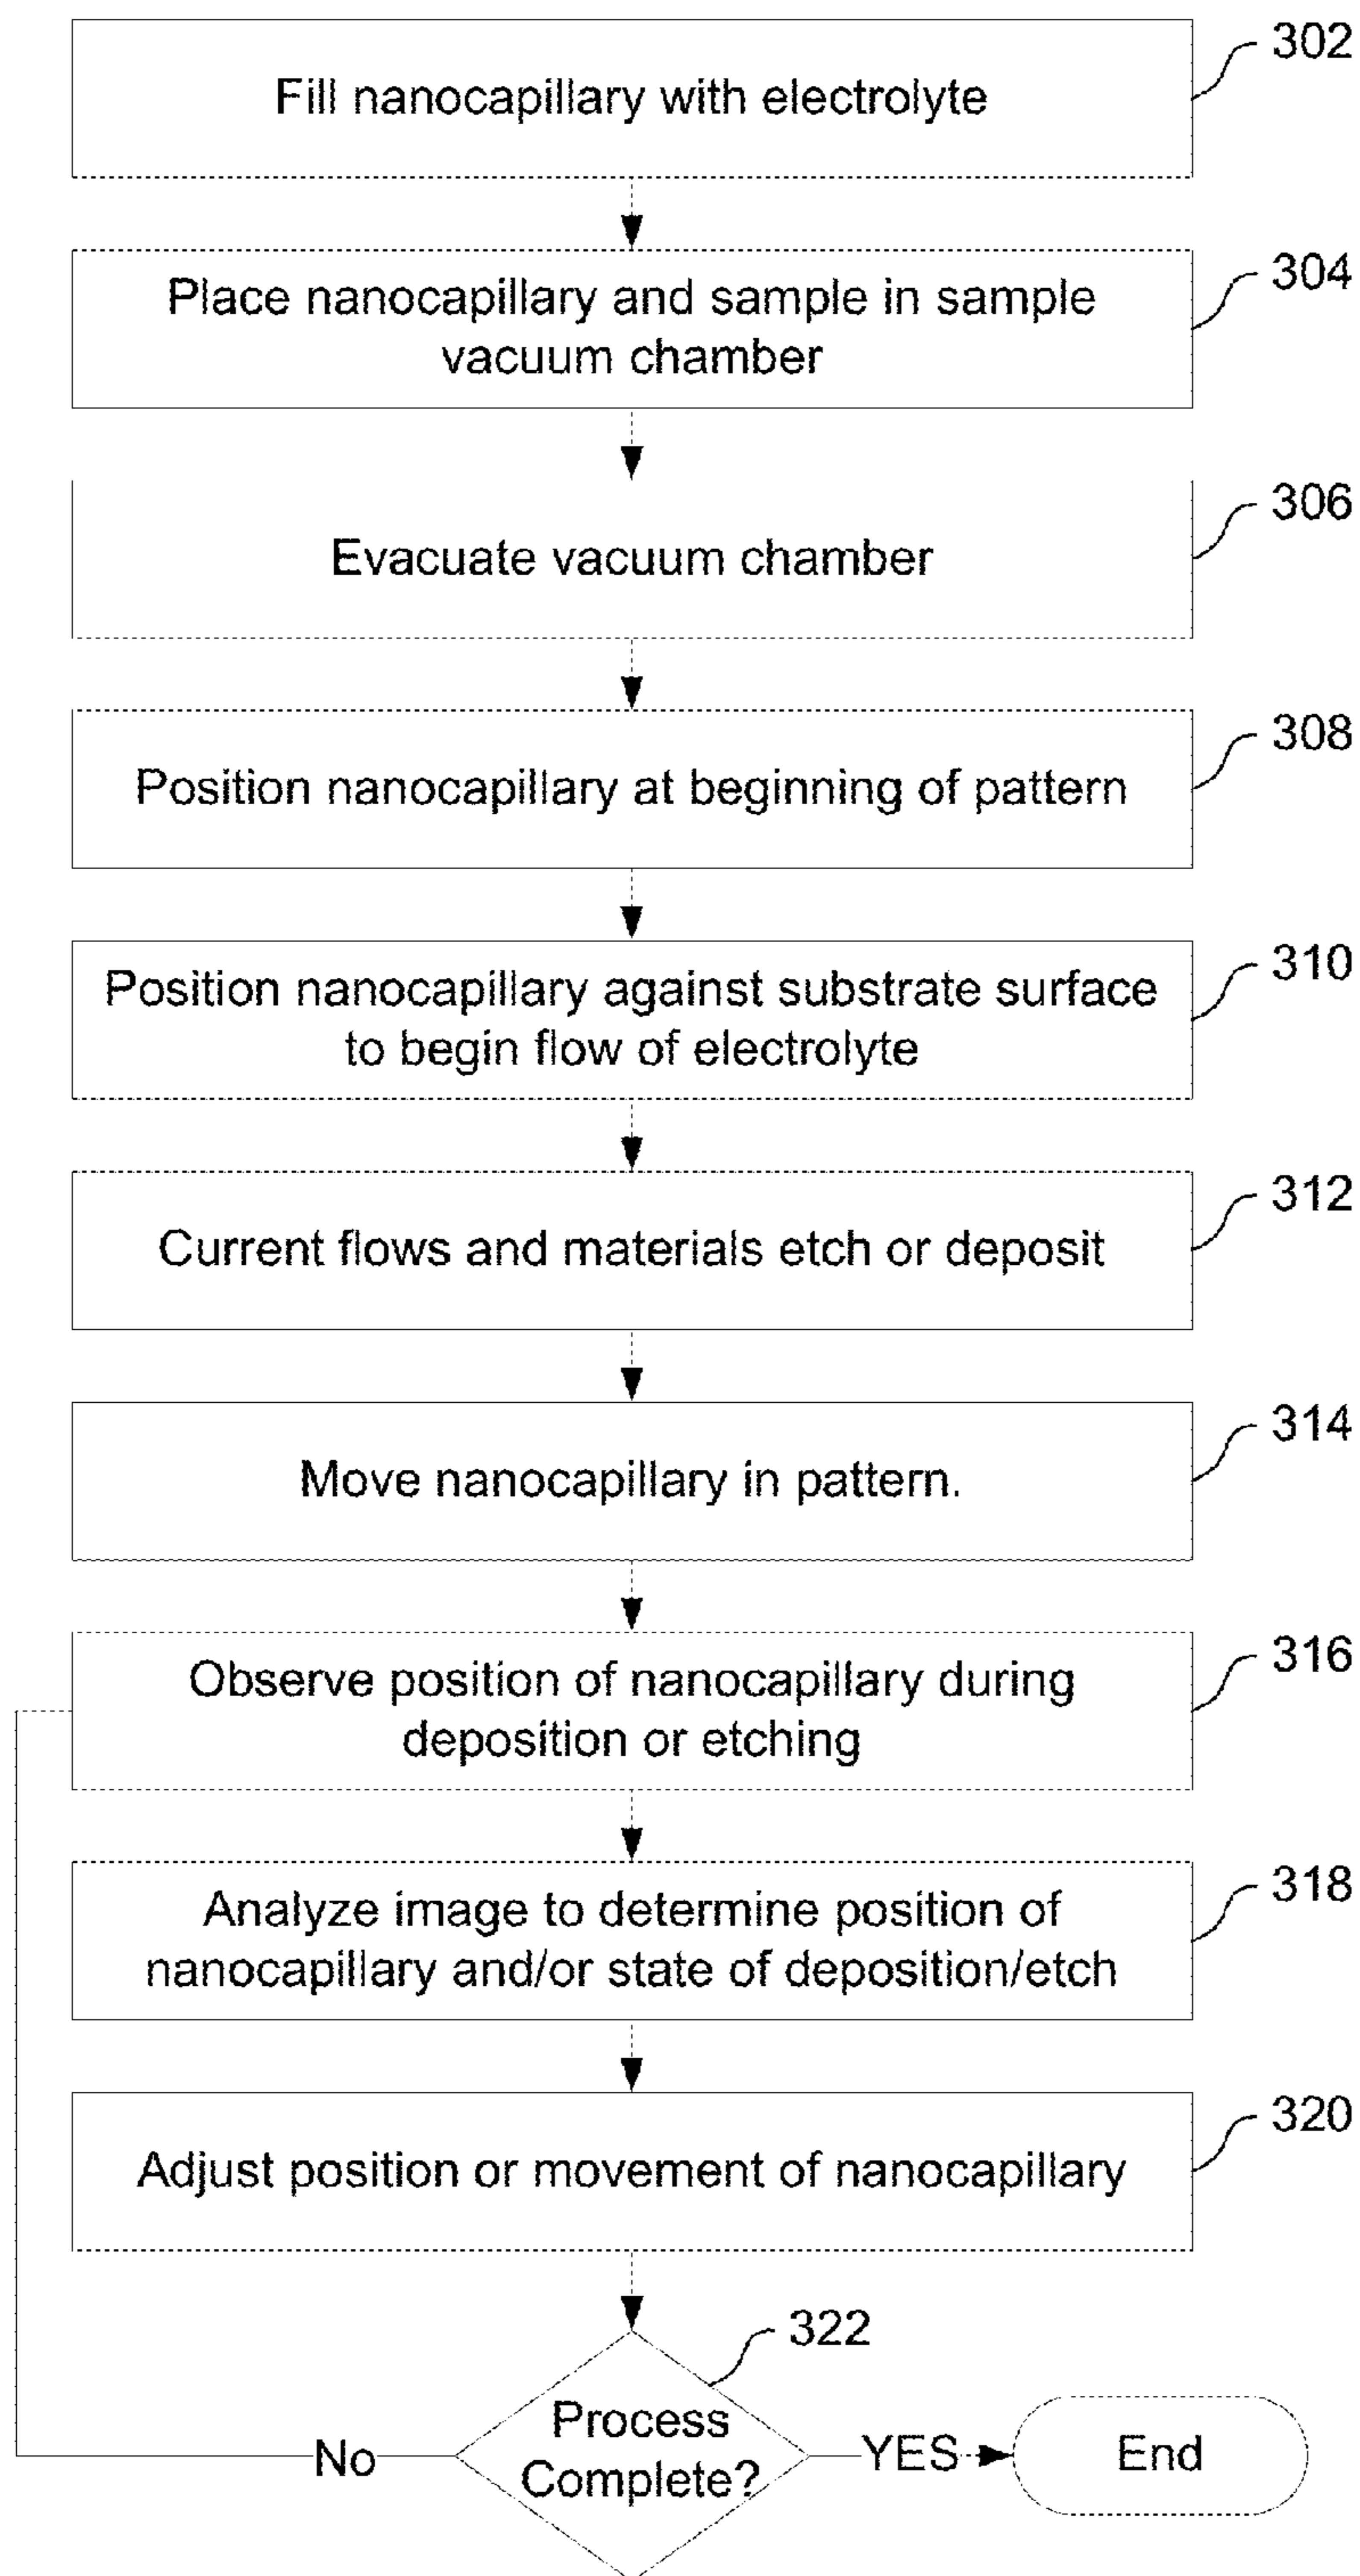 Fill nanocapillary with electrolyte
302
Place nanocapillary and sample in sample
vacuum chamber
304
Evacuate vacuum chamber
306
Position nanocapillary at beginning of pattern
308
Position nanocapillary against substrate surface
to begin flow of electrolyte
310
Current flows and materials etch or deposit
312
Move nanocapillary in pattern.
314
Observe position of nanocapillary during
deposition or etching
316
Analyze image to determine position of
nanocapillary and/or state of deposition/etch
318
Adjust position or movement of nanocapillary
320
322
Process
Complete?
No
YES
End